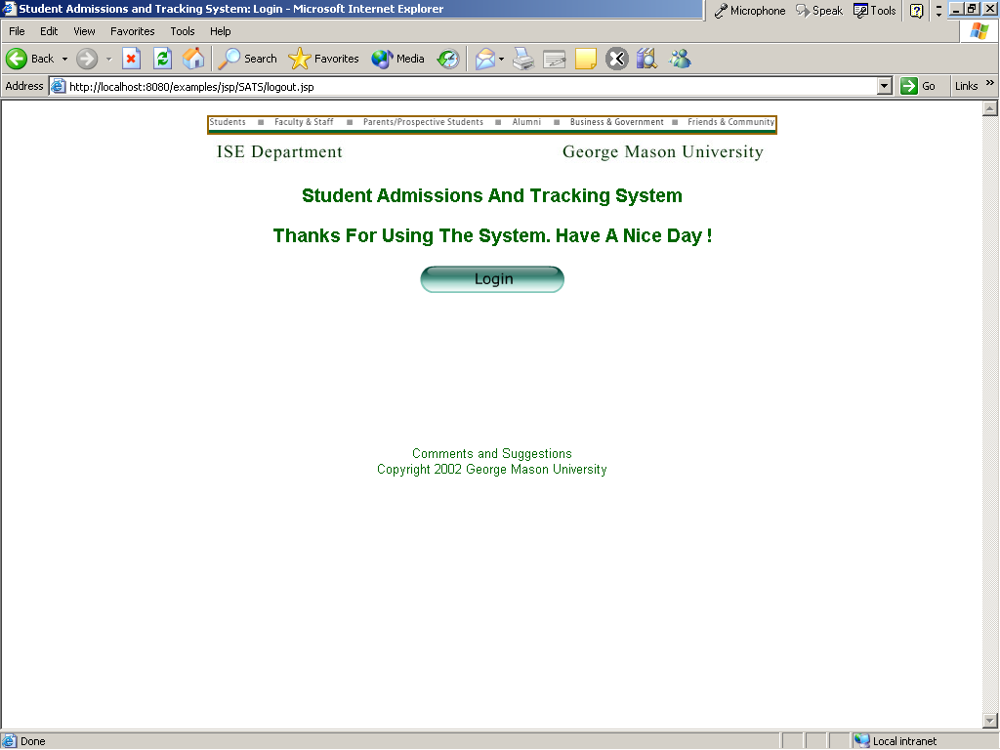 Student Admissions and Tracking System: Login - Microsoft Internet Explorer
Microphone Speak Tools
File Edit View Favorites Tools Help
Back Search Favorites Media
Address http://localhost:8080/examples/jsp/SATS/logout.jsp Go Links »
Students Faculty & Staff Parents/Prospective Students Alumni Business & Government Friends & Community
ISE Department George Mason University
Student Admissions And Tracking System
Thanks For Using The System. Have A Nice Day !
Login
Comments and Suggestions
Copyright 2002 George Mason University
Done Local intranet